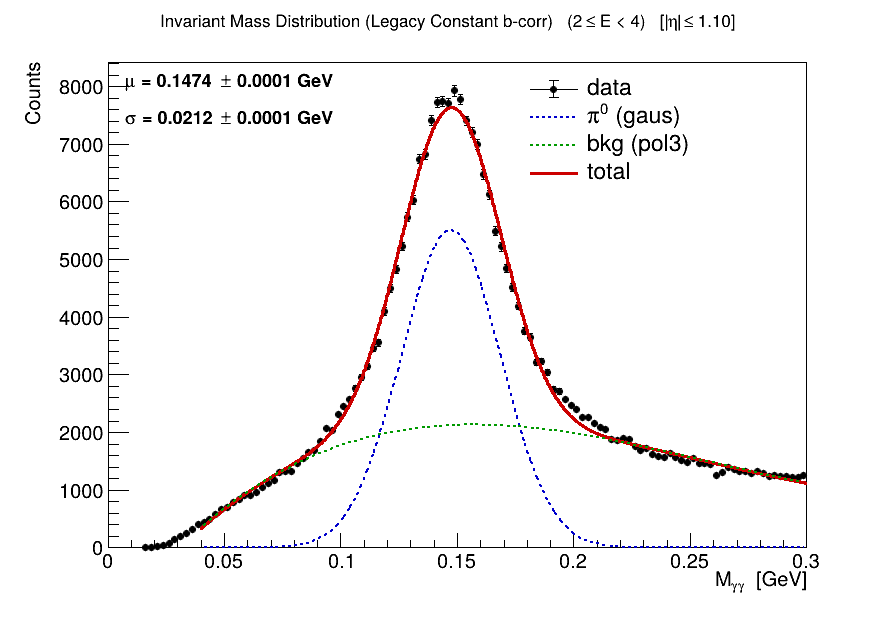 Invariant Mass Distribution (Legacy Constant b-corr) (2 ≤ E < 4) [|η| ≤ 1.10]
Counts
μ = 0.1474 ± 0.0001 GeV
σ = 0.0212 ± 0.0001 GeV
data
π⁰ (gaus)
bkg (pol3)
total
8000
7000
6000
5000
4000
3000
2000
1000
0
0 0.05 0.1 0.15 0.2 0.25 0.3
Mγγ [GeV]